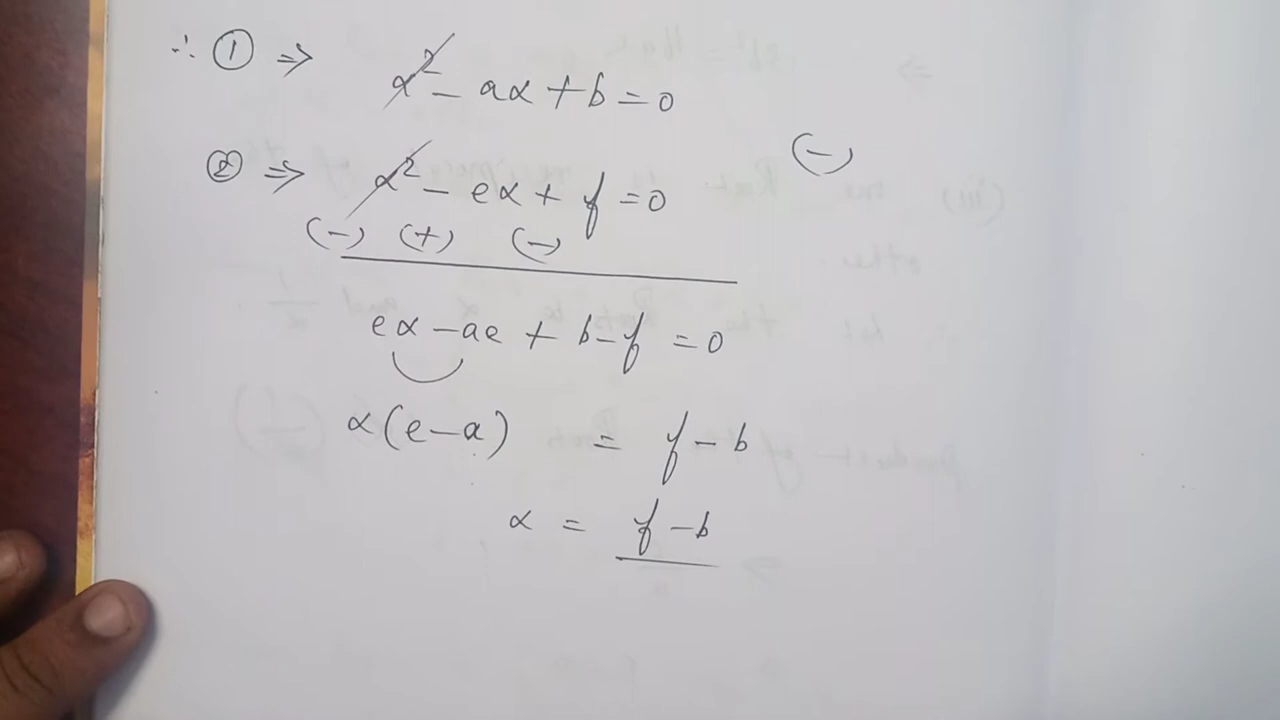 ∴ ① ⇒ α² − aα + b = 0
(−)
② ⇒ α² − eα + f = 0
(−) (+) (−)
eα − ae + b − f = 0
α(e − a) = f − b
α = f − b